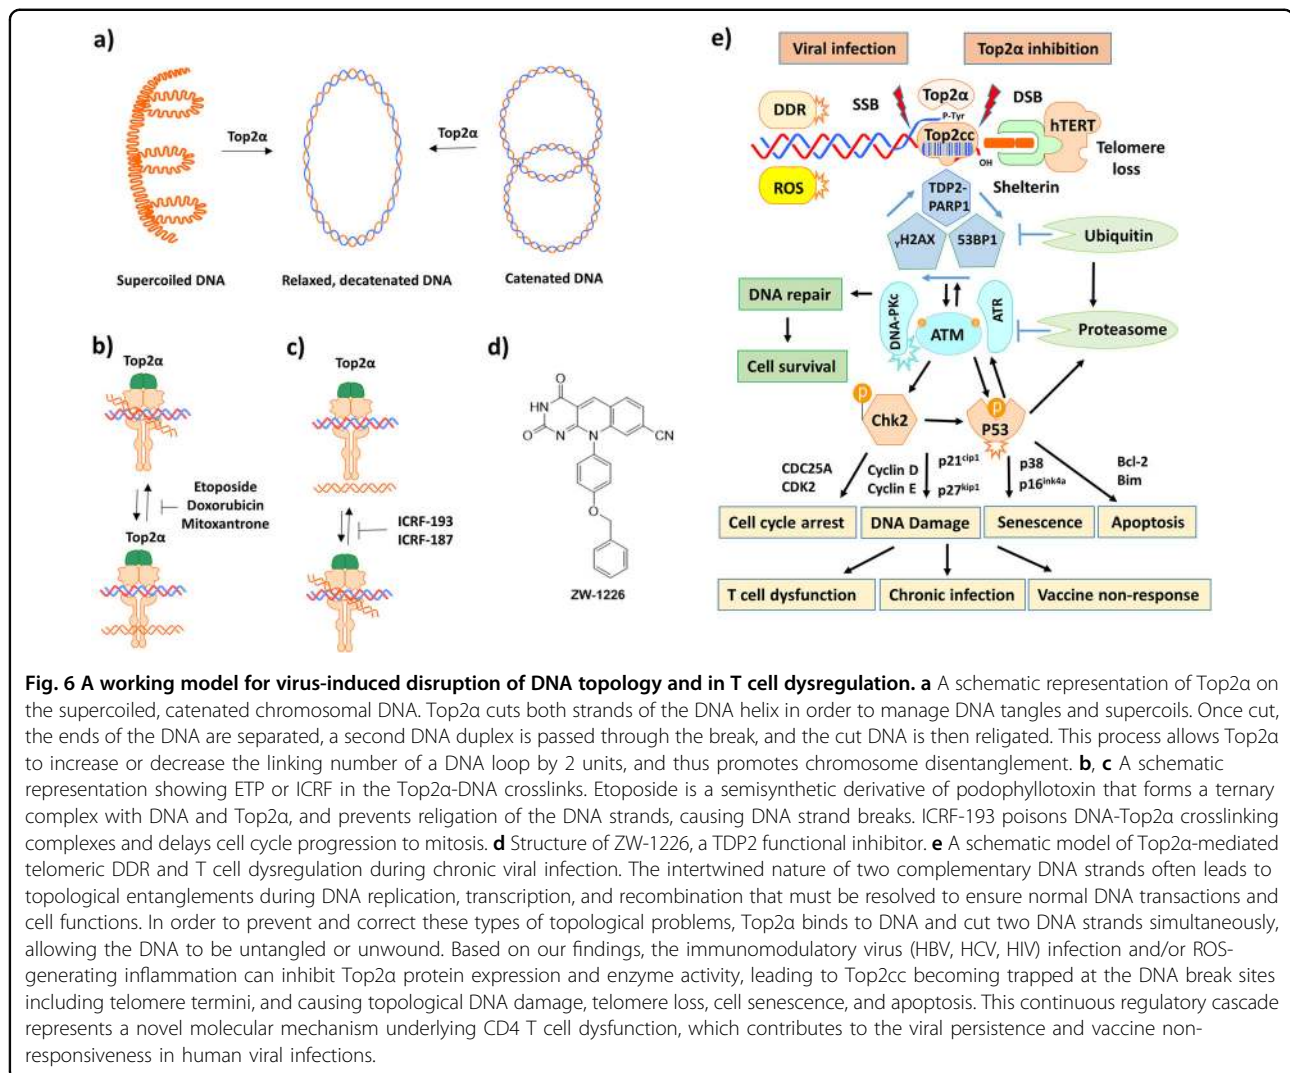 a)
Top2α
Top2α
Supercoiled DNA
Relaxed, decatenated DNA
Catenated DNA
b)
Top2α
Etoposide
Doxorubicin
Mitoxantrone
Top2α
c)
Top2α
ICRF-193
ICRF-187
d)
O
HN
O
N
N
CN
O
ZW-1226
e)
Viral infection
Top2α inhibition
DDR
SSB
Top2α
DSB
P-Tyr
Top2cc
hTERT
OH
Telomere
loss
ROS
TDP2-
PARP1
Shelterin
γH2AX
53BP1
Ubiquitin
DNA repair
DNA-PKc
ATM
ATR
Proteasome
Cell survival
p
Chk2
p
P53
CDC25A
CDK2
Cyclin D
Cyclin E
p21cip1
p27kip1
p38
p16ink4a
Bcl-2
Bim
Cell cycle arrest
DNA Damage
Senescence
Apoptosis
T cell dysfunction
Chronic infection
Vaccine non-response
Fig. 6 A working model for virus-induced disruption of DNA topology and in T cell dysregulation. a A schematic representation of Top2α on
the supercoiled, catenated chromosomal DNA. Top2α cuts both strands of the DNA helix in order to manage DNA tangles and supercoils. Once cut,
the ends of the DNA are separated, a second DNA duplex is passed through the break, and the cut DNA is then religated. This process allows Top2α
to increase or decrease the linking number of a DNA loop by 2 units, and thus promotes chromosome disentanglement. b, c A schematic
representation showing ETP or ICRF in the Top2α-DNA crosslinks. Etoposide is a semisynthetic derivative of podophyllotoxin that forms a ternary
complex with DNA and Top2α, and prevents religation of the DNA strands, causing DNA strand breaks. ICRF-193 poisons DNA-Top2α crosslinking
complexes and delays cell cycle progression to mitosis. d Structure of ZW-1226, a TDP2 functional inhibitor. e A schematic model of Top2α-mediated
telomeric DDR and T cell dysregulation during chronic viral infection. The intertwined nature of two complementary DNA strands often leads to
topological entanglements during DNA replication, transcription, and recombination that must be resolved to ensure normal DNA transactions and
cell functions. In order to prevent and correct these types of topological problems, Top2α binds to DNA and cut two DNA strands simultaneously,
allowing the DNA to be untangled or unwound. Based on our findings, the immunomodulatory virus (HBV, HCV, HIV) infection and/or ROS-
generating inflammation can inhibit Top2α protein expression and enzyme activity, leading to Top2cc becoming trapped at the DNA break sites
including telomere termini, and causing topological DNA damage, telomere loss, cell senescence, and apoptosis. This continuous regulatory cascade
represents a novel molecular mechanism underlying CD4 T cell dysfunction, which contributes to the viral persistence and vaccine non-
responsiveness in human viral infections.